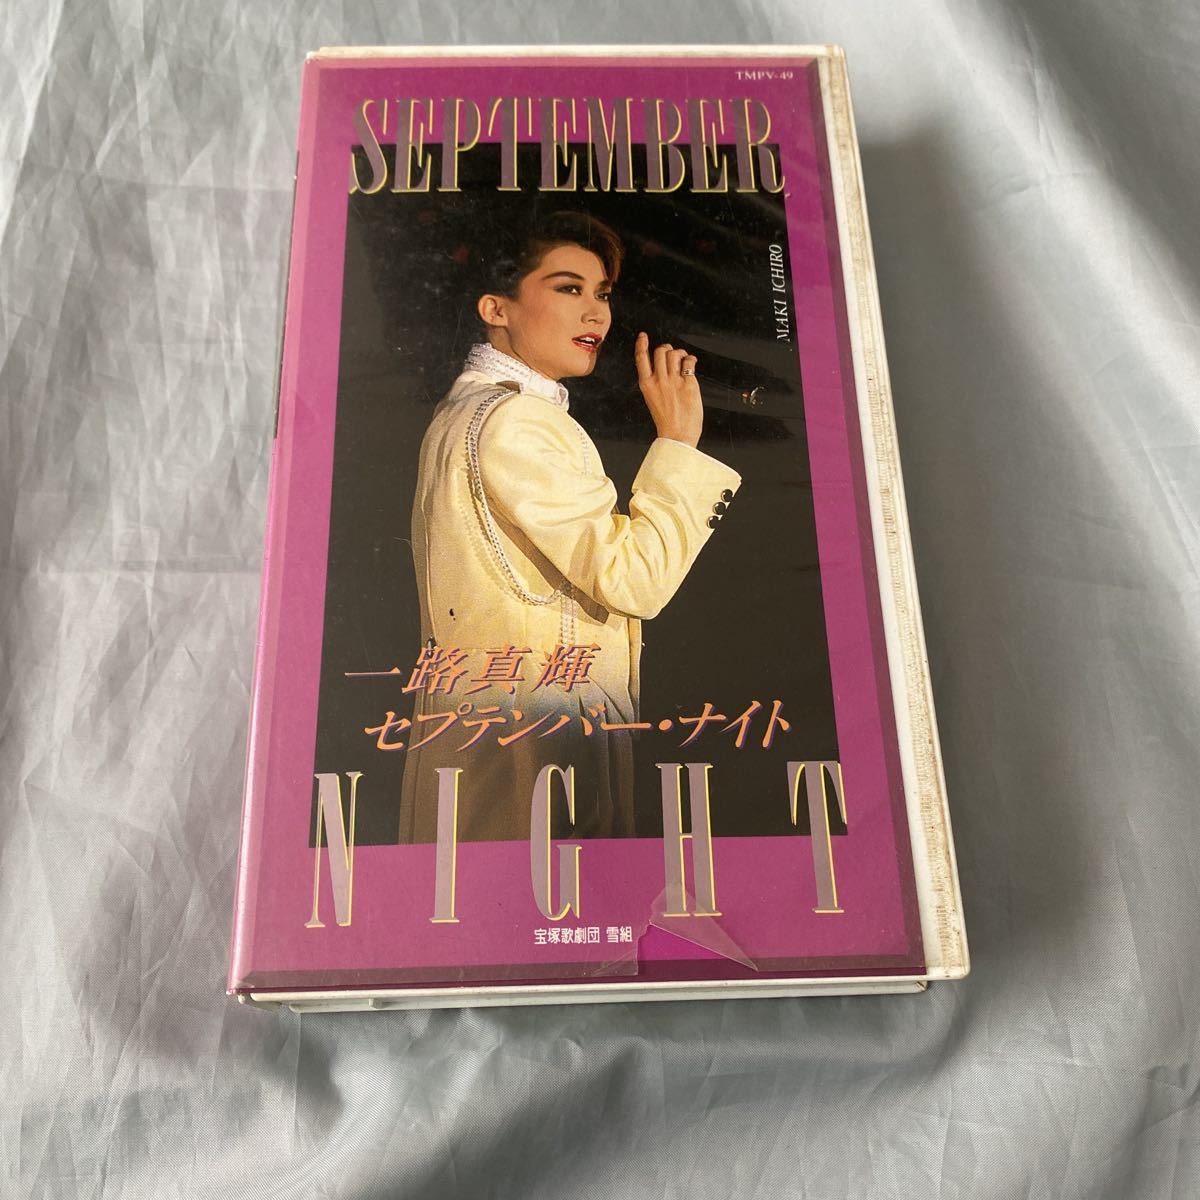 TMPV-49
SEPTEMBER
MAKI ICHIRO
一路真輝
セプテンバー・ナイト
NIGHT
宝塚歌劇団 雪組